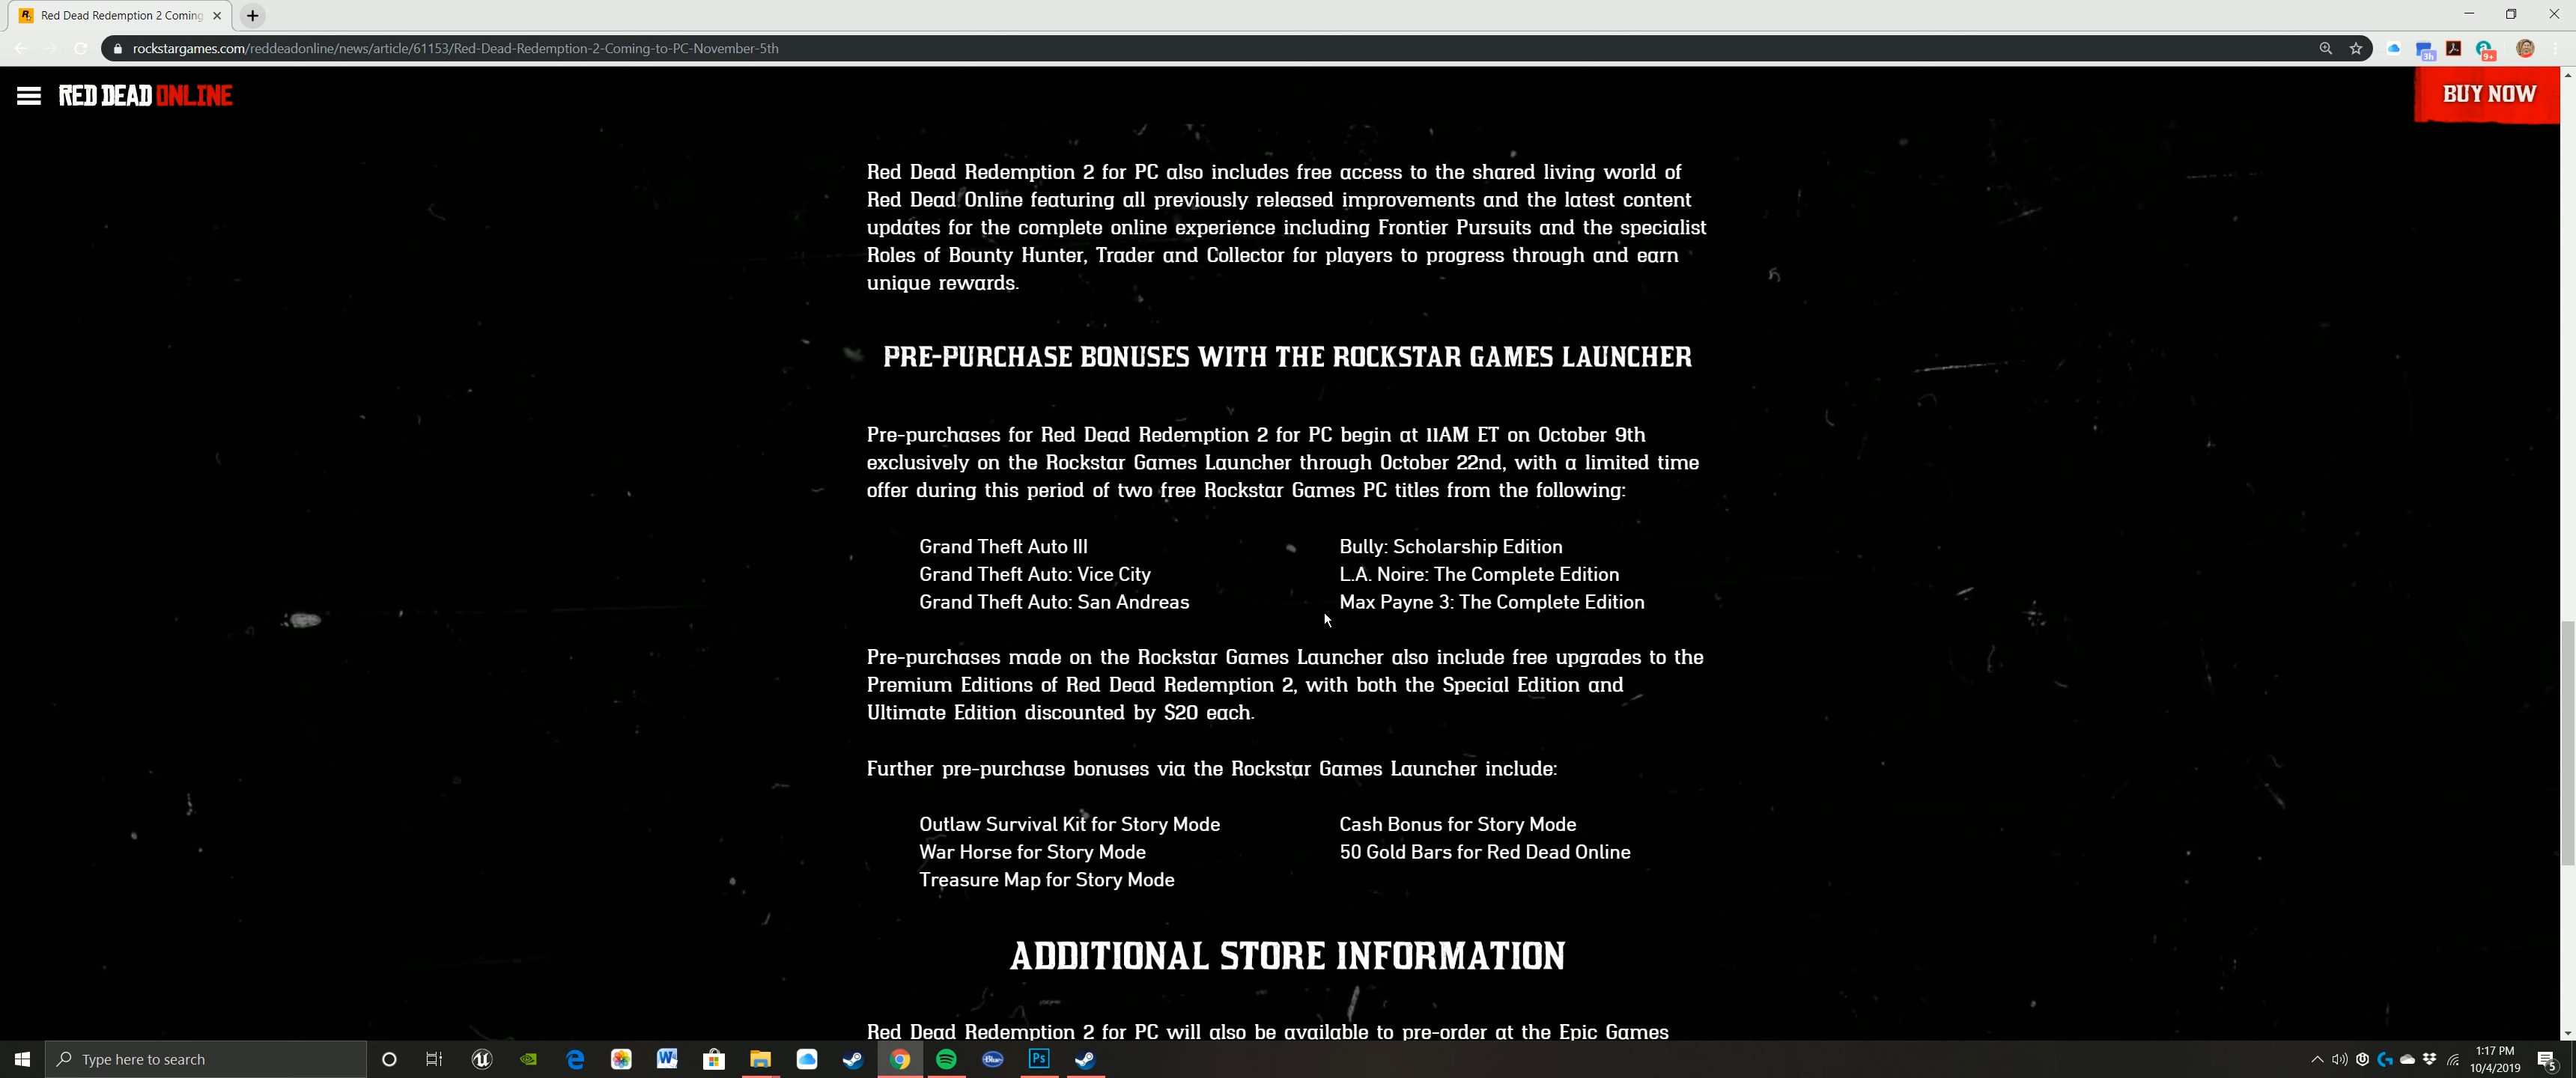 Red Dead Redemption 2 Coming
rockstargames.com/reddeadonline/news/article/61153/Red-Dead-Redemption-2-Coming-to-PC-November-5th
3h
9+
RED DEAD ONLINE
BUY NOW
Red Dead Redemption 2 for PC also includes free access to the shared living world of
Red Dead Online featuring all previously released improvements and the latest content
updates for the complete online experience including Frontier Pursuits and the specialist
Roles of Bounty Hunter, Trader and Collector for players to progress through and earn
unique rewards.
PRE-PURCHASE BONUSES WITH THE ROCKSTAR GAMES LAUNCHER
Pre-purchases for Red Dead Redemption 2 for PC begin at 11AM ET on October 9th
exclusively on the Rockstar Games Launcher through October 22nd, with a limited time
offer during this period of two free Rockstar Games PC titles from the following:
Grand Theft Auto III
Grand Theft Auto: Vice City
Grand Theft Auto: San Andreas
Bully: Scholarship Edition
L.A. Noire: The Complete Edition
Max Payne 3: The Complete Edition
Pre-purchases made on the Rockstar Games Launcher also include free upgrades to the
Premium Editions of Red Dead Redemption 2, with both the Special Edition and
Ultimate Edition discounted by $20 each.
Further pre-purchase bonuses via the Rockstar Games Launcher include:
Outlaw Survival Kit for Story Mode
War Horse for Story Mode
Treasure Map for Story Mode
Cash Bonus for Story Mode
50 Gold Bars for Red Dead Online
ADDITIONAL STORE INFORMATION
Red Dead Redemption 2 for PC will also be available to pre-order at the Epic Games
Type here to search
Blue
Ps
1:17 PM
10/4/2019
5